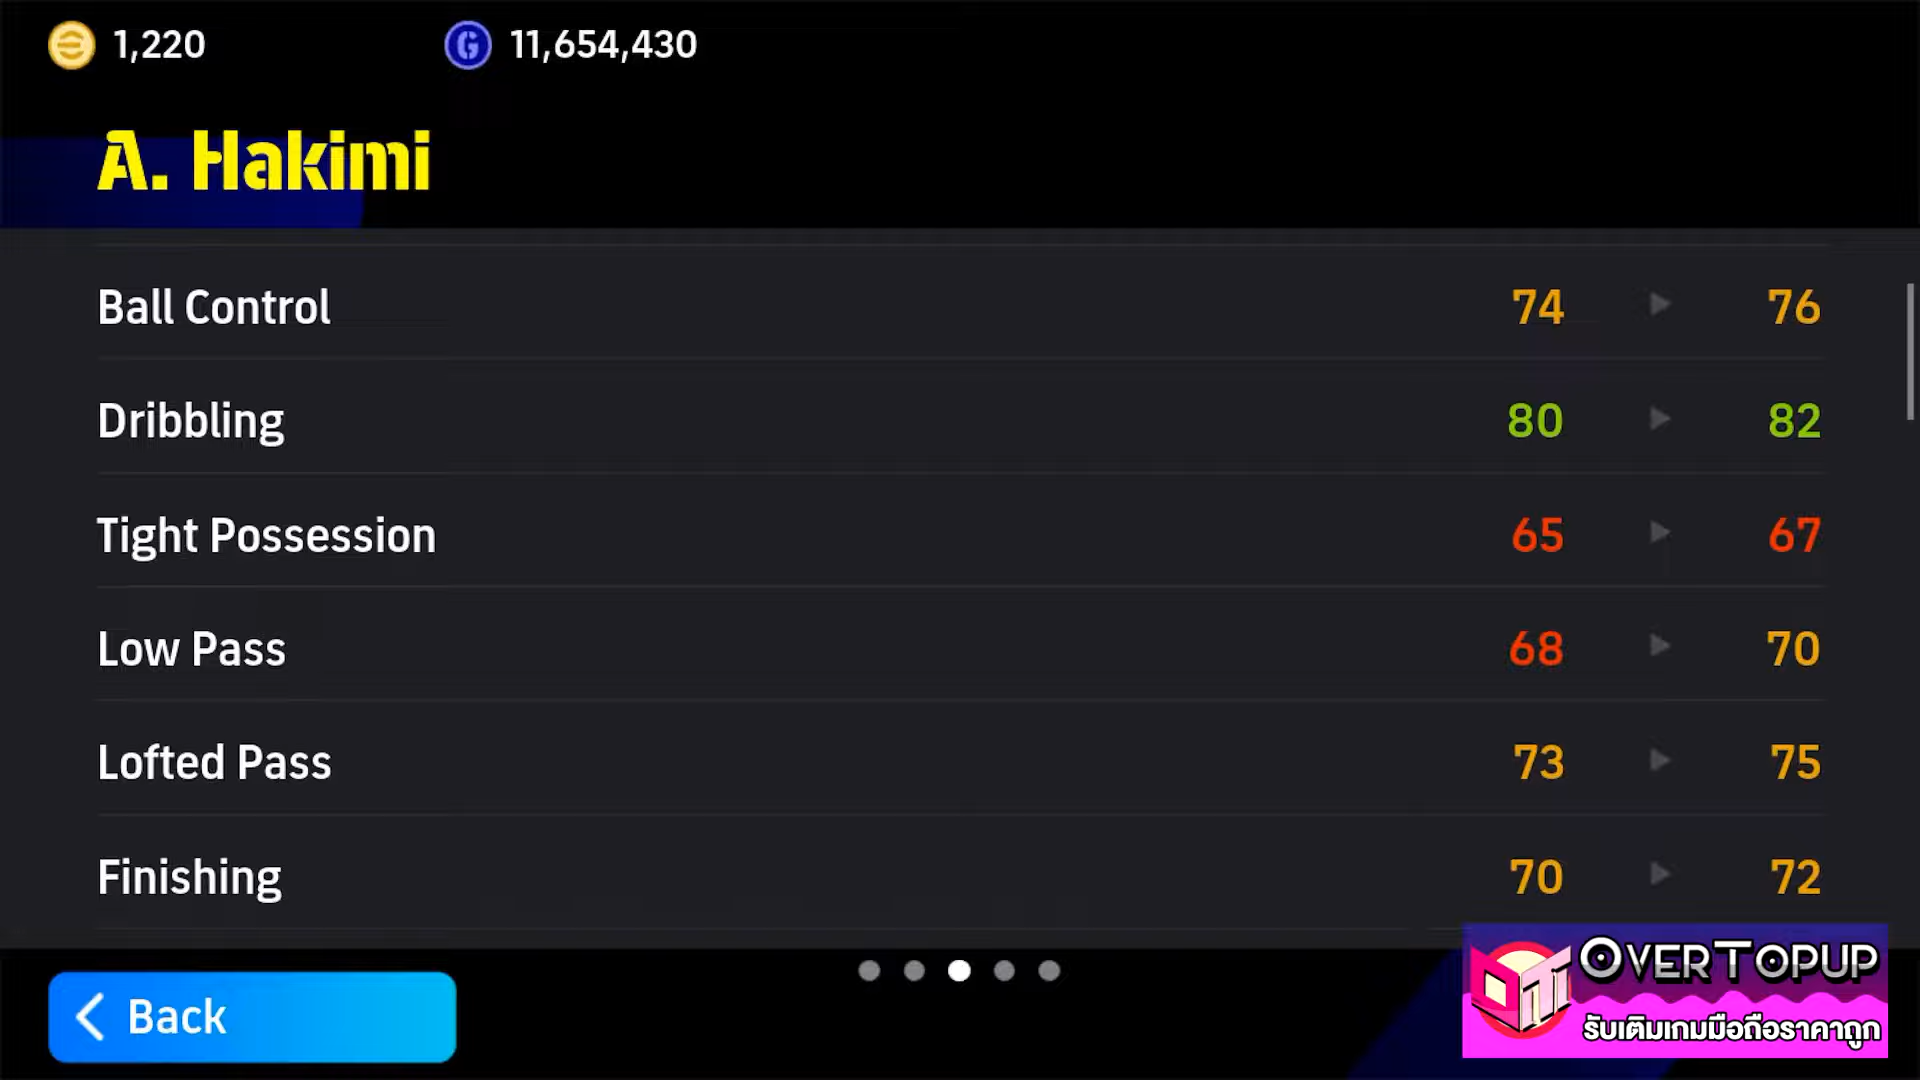 1,220
11,654,430
A. Hakimi
Ball Control 74 76
Dribbling 80 82
Tight Possession 65 67
Low Pass 68 70
Lofted Pass 73 75
Finishing 70 72
Back
OVERTOPUP
รับเติมเกมมือถือราคาถูก